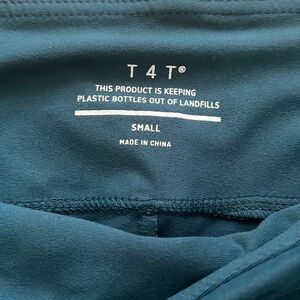 T4T®
THIS PRODUCT IS KEEPING
PLASTIC BOTTLES OUT OF LANDFILLS
SMALL
MADE IN CHINA